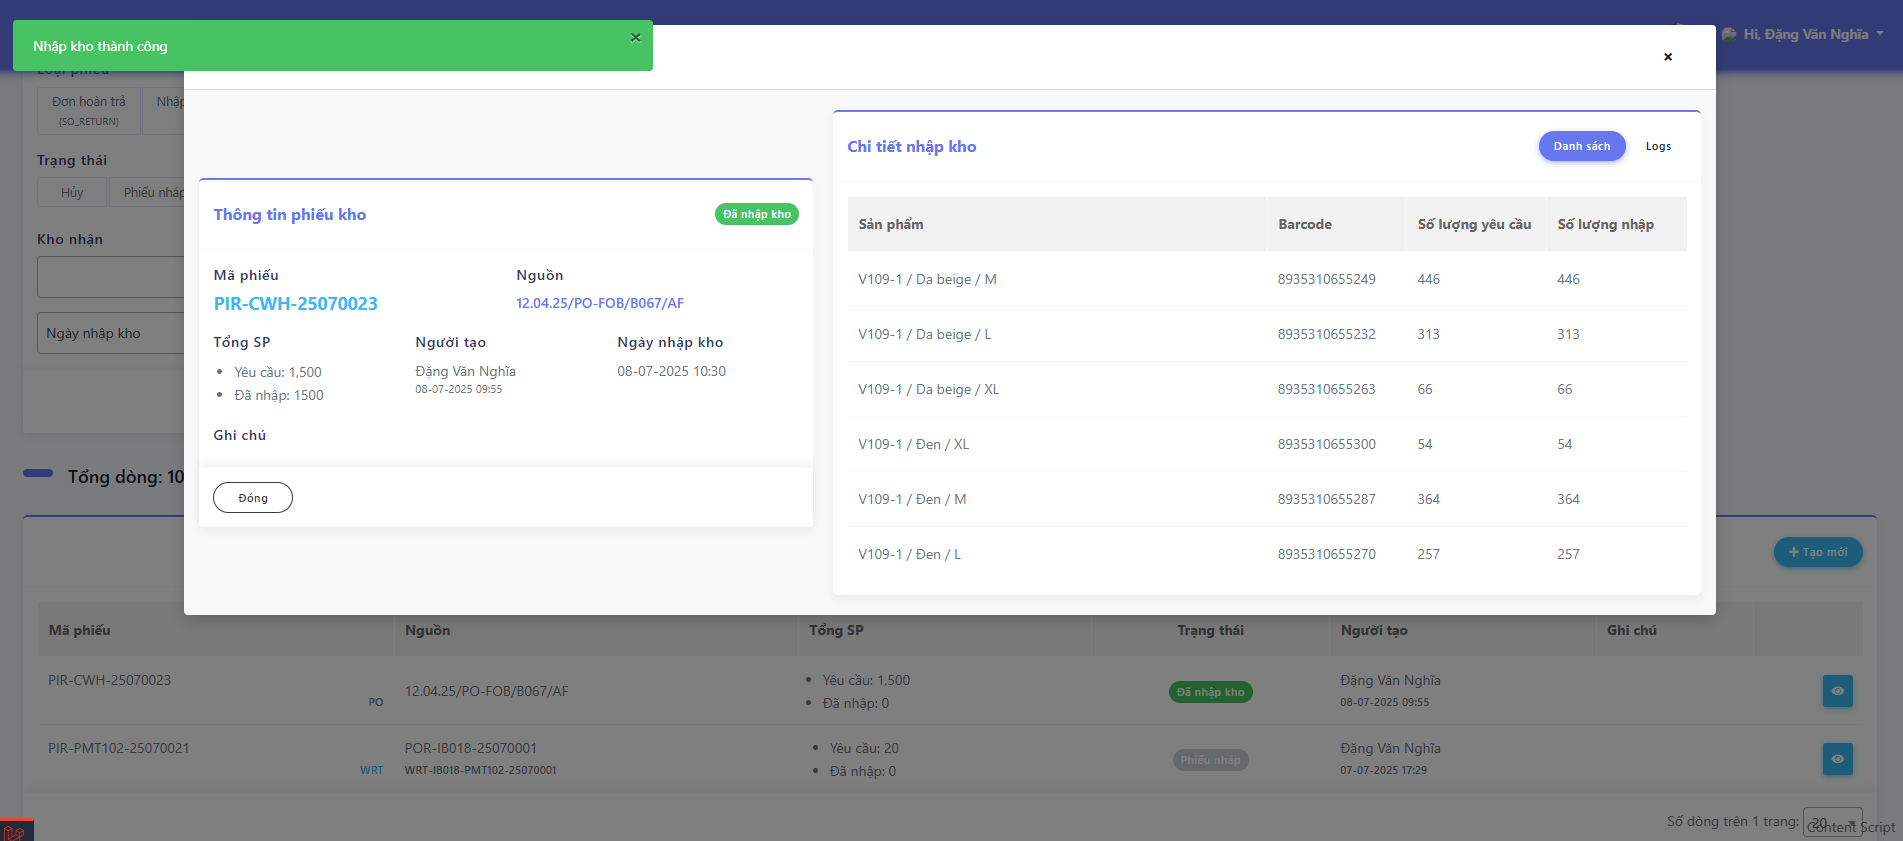 Nhập kho thành công
×
Hi, Đặng Văn Nghĩa
×
Loại phiếu
Đơn hoàn trả
(SO_RETURN)
Nhập
Trạng thái
Hủy
Phiếu nháp
Kho nhận
Ngày nhập kho
Tổng dòng: 10
Thông tin phiếu kho
Đã nhập kho
Mã phiếu
Nguồn
PIR-CWH-25070023
12.04.25/PO-FOB/B067/AF
Tổng SP
Người tạo
Ngày nhập kho
• Yêu cầu: 1,500
Đặng Văn Nghĩa
08-07-2025 10:30
• Đã nhập: 1500
08-07-2025 09:55
Ghi chú
Đóng
Chi tiết nhập kho
Danh sách
Logs
Sản phẩm Barcode Số lượng yêu cầu Số lượng nhập
V109-1 / Da beige / M 8935310655249 446 446
V109-1 / Da beige / L 8935310655232 313 313
V109-1 / Da beige / XL 8935310655263 66 66
V109-1 / Đen / XL 8935310655300 54 54
V109-1 / Đen / M 8935310655287 364 364
V109-1 / Đen / L 8935310655270 257 257
+ Tạo mới
Mã phiếu Nguồn Tổng SP Trạng thái Người tạo Ghi chú
PIR-CWH-25070023
PO
12.04.25/PO-FOB/B067/AF
• Yêu cầu: 1,500
• Đã nhập: 0
Đã nhập kho
Đặng Văn Nghĩa
08-07-2025 09:55
PIR-PMT102-25070021
WRT
POR-IB018-25070001
WRT-IB018-PMT102-25070001
• Yêu cầu: 20
• Đã nhập: 0
Phiếu nháp
Đặng Văn Nghĩa
07-07-2025 17:29
Số dòng trên 1 trang: 20
Content Script